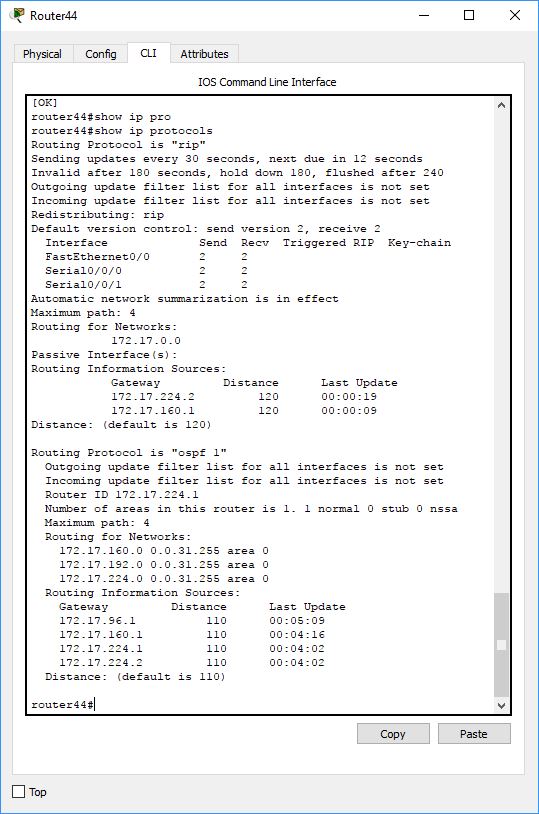 Router44
Physical Config CLI Attributes
IOS Command Line Interface
[OK]
router44#show ip pro
router44#show ip protocols
Routing Protocol is "rip"
Sending updates every 30 seconds, next due in 12 seconds
Invalid after 180 seconds, hold down 180, flushed after 240
Outgoing update filter list for all interfaces is not set
Incoming update filter list for all interfaces is not set
Redistributing: rip
Default version control: send version 2, receive 2
Interface Send Recv Triggered RIP Key-chain
FastEthernet0/0 2 2
Serial0/0/0 2 2
Serial0/0/1 2 2
Automatic network summarization is in effect
Maximum path: 4
Routing for Networks:
172.17.0.0
Passive Interface(s):
Routing Information Sources:
Gateway Distance Last Update
172.17.224.2 120 00:00:19
172.17.160.1 120 00:00:09
Distance: (default is 120)
Routing Protocol is "ospf 1"
Outgoing update filter list for all interfaces is not set
Incoming update filter list for all interfaces is not set
Router ID 172.17.224.1
Number of areas in this router is 1. 1 normal 0 stub 0 nssa
Maximum path: 4
Routing for Networks:
172.17.160.0 0.0.31.255 area 0
172.17.192.0 0.0.31.255 area 0
172.17.224.0 0.0.31.255 area 0
Routing Information Sources:
Gateway Distance Last Update
172.17.96.1 110 00:05:09
172.17.160.1 110 00:04:16
172.17.224.1 110 00:04:02
172.17.224.2 110 00:04:02
Distance: (default is 110)
router44#
Copy Paste
Top